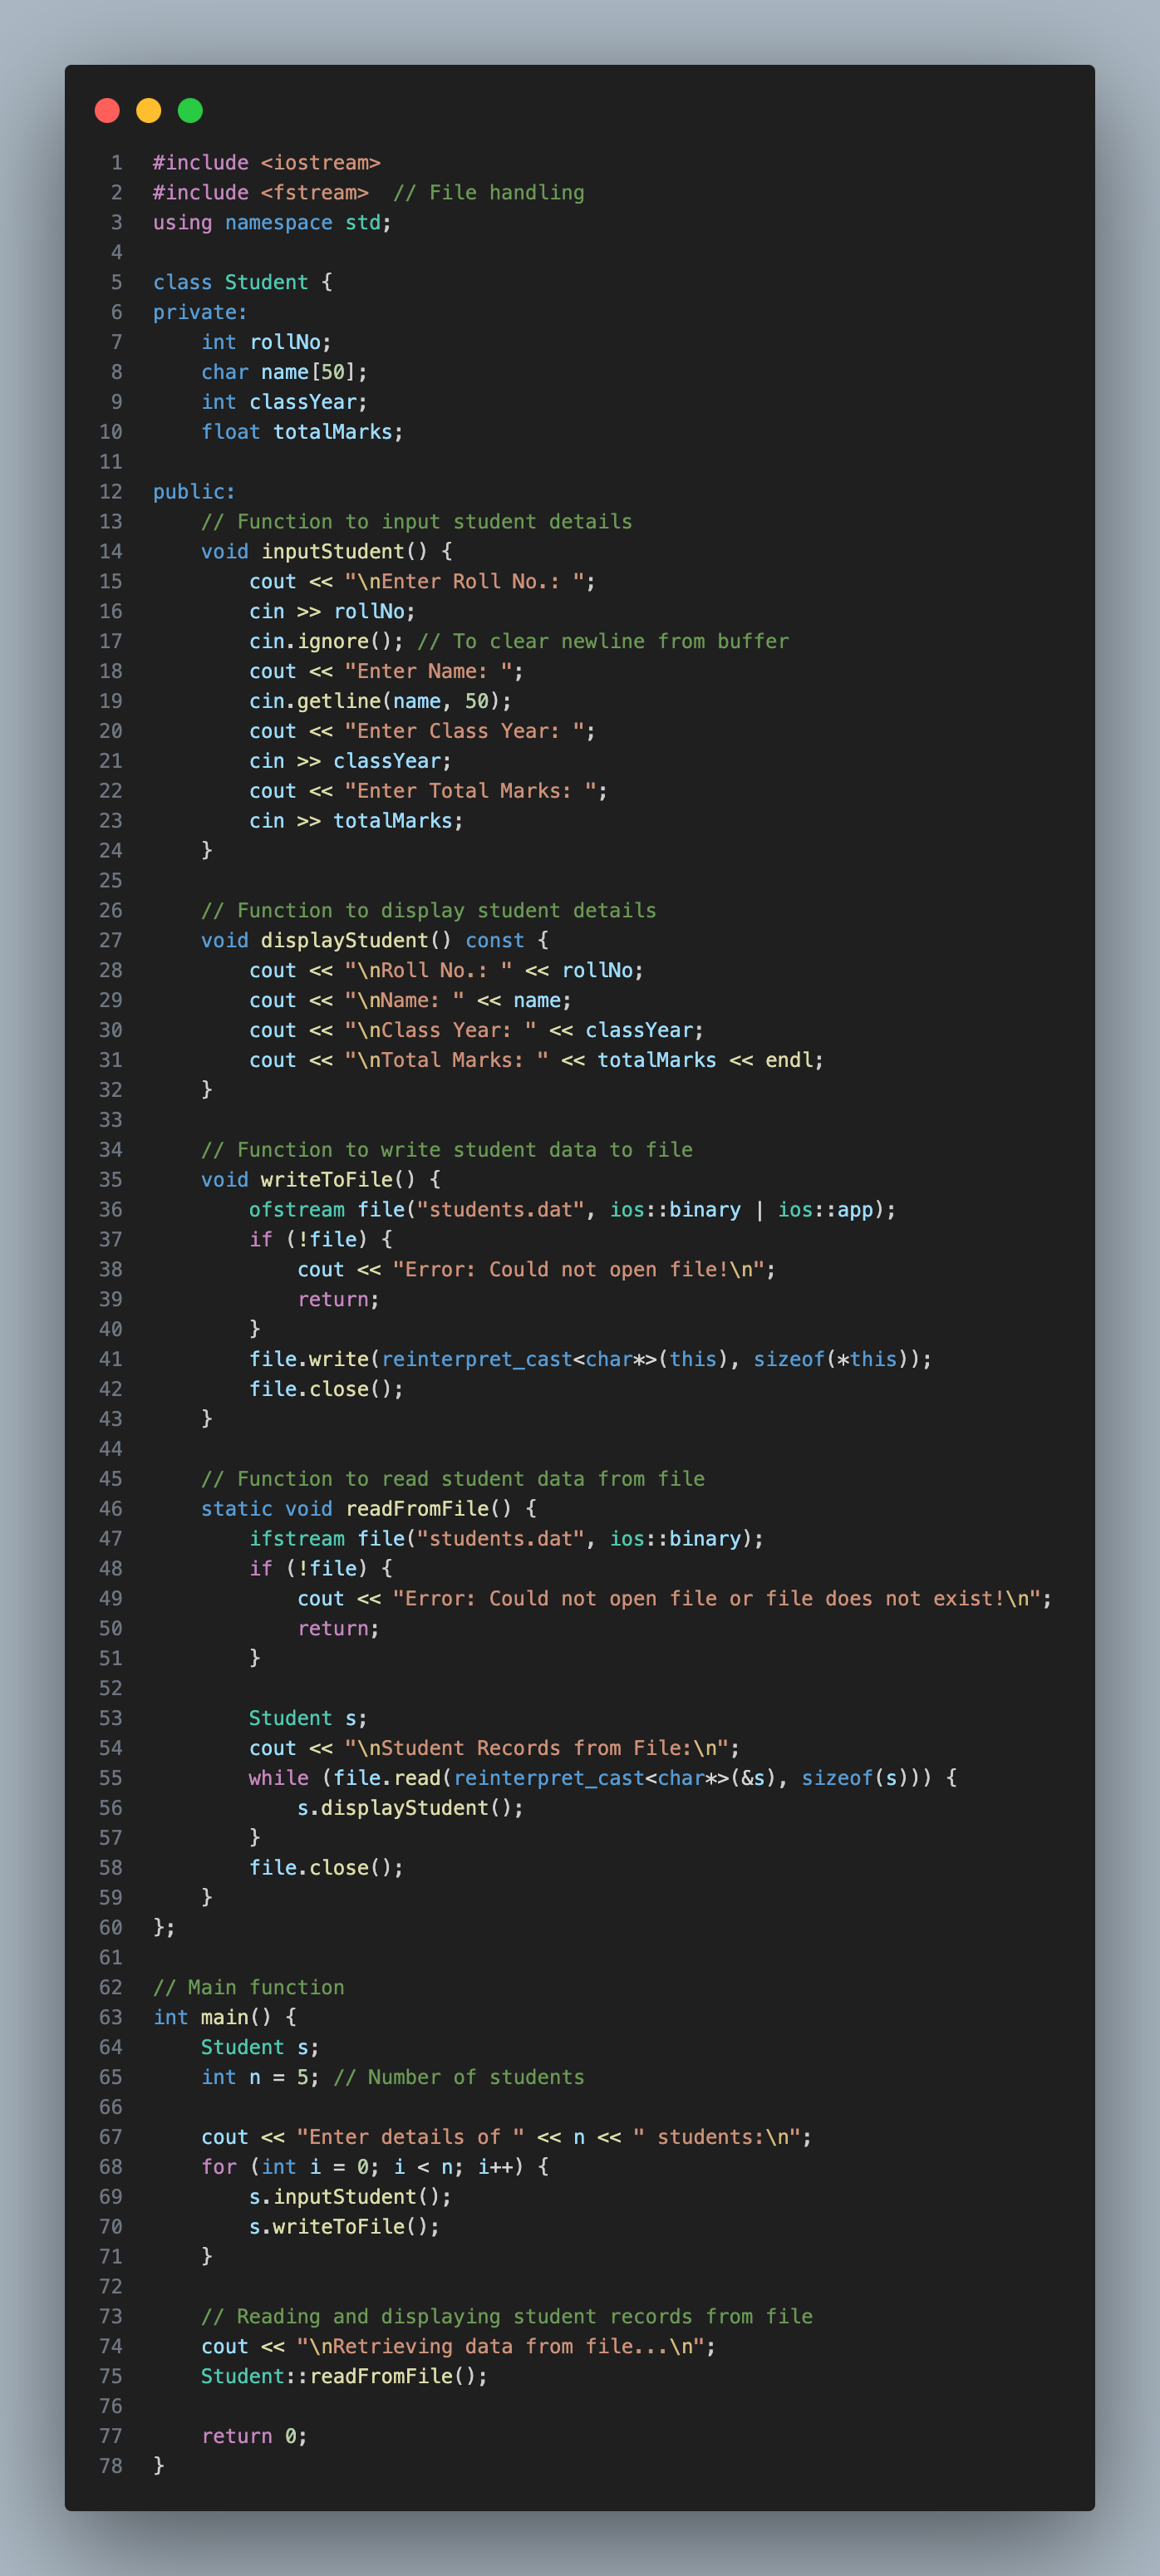 1 #include <iostream>
2 #include <fstream>  // File handling
3 using namespace std;
4
5 class Student {
6 private:
7     int rollNo;
8     char name[50];
9     int classYear;
10     float totalMarks;
11
12 public:
13     // Function to input student details
14     void inputStudent() {
15         cout << "\nEnter Roll No.: ";
16         cin >> rollNo;
17         cin.ignore(); // To clear newline from buffer
18         cout << "Enter Name: ";
19         cin.getline(name, 50);
20         cout << "Enter Class Year: ";
21         cin >> classYear;
22         cout << "Enter Total Marks: ";
23         cin >> totalMarks;
24     }
25
26     // Function to display student details
27     void displayStudent() const {
28         cout << "\nRoll No.: " << rollNo;
29         cout << "\nName: " << name;
30         cout << "\nClass Year: " << classYear;
31         cout << "\nTotal Marks: " << totalMarks << endl;
32     }
33
34     // Function to write student data to file
35     void writeToFile() {
36         ofstream file("students.dat", ios::binary | ios::app);
37         if (!file) {
38             cout << "Error: Could not open file!\n";
39             return;
40         }
41         file.write(reinterpret_cast<char*>(this), sizeof(*this));
42         file.close();
43     }
44
45     // Function to read student data from file
46     static void readFromFile() {
47         ifstream file("students.dat", ios::binary);
48         if (!file) {
49             cout << "Error: Could not open file or file does not exist!\n";
50             return;
51         }
52
53         Student s;
54         cout << "\nStudent Records from File:\n";
55         while (file.read(reinterpret_cast<char*>(&s), sizeof(s))) {
56             s.displayStudent();
57         }
58         file.close();
59     }
60 };
61
62 // Main function
63 int main() {
64     Student s;
65     int n = 5; // Number of students
66
67     cout << "Enter details of " << n << " students:\n";
68     for (int i = 0; i < n; i++) {
69         s.inputStudent();
70         s.writeToFile();
71     }
72
73     // Reading and displaying student records from file
74     cout << "\nRetrieving data from file...\n";
75     Student::readFromFile();
76
77     return 0;
78 }